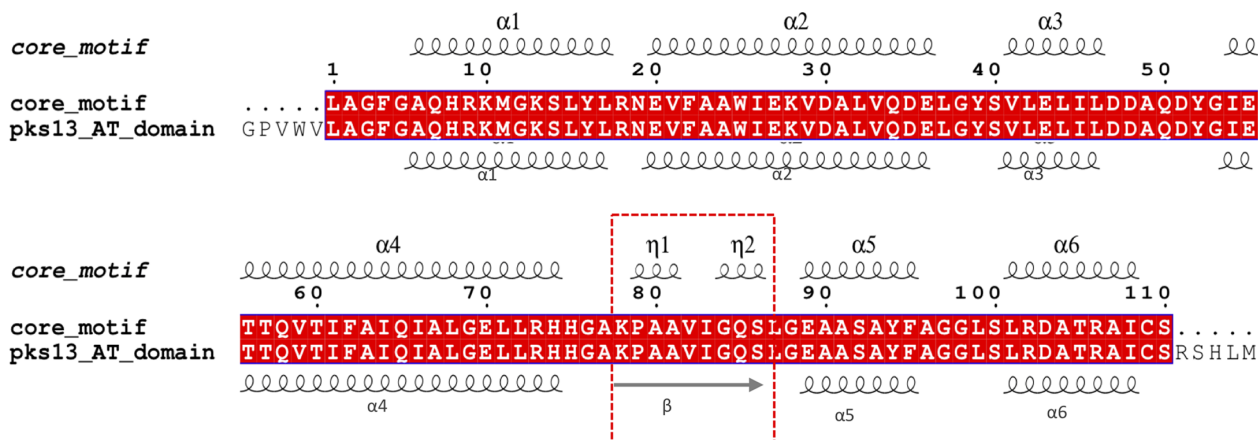 α1 α2 α3
core_motif
1 10 20 30 40 50
core_motif .....LAGFGAQHRKMGKSLYLRNEVFAAWIEKVDALVQDELGYSVLELILDDAQDYGIE
pks13_AT_domain GPVWVLAGFGAQHRKMGKSLYLRNEVFAAWIEKVDALVQDELGYSVLELILDDAQDYGIE
α1 α2 α3
α4 η1 η2 α5 α6
core_motif
60 70 80 90 100 110
core_motif TTQVTIFAIQIALGELLRHHGAKPAAVIGQSLGEAASAYFAGGLSLRDATRAICS.....
pks13_AT_domain TTQVTIFAIQIALGELLRHHGAKPAAVIGQSLGEAASAYFAGGLSLRDATRAICSRSHLM
α4 β α5 α6